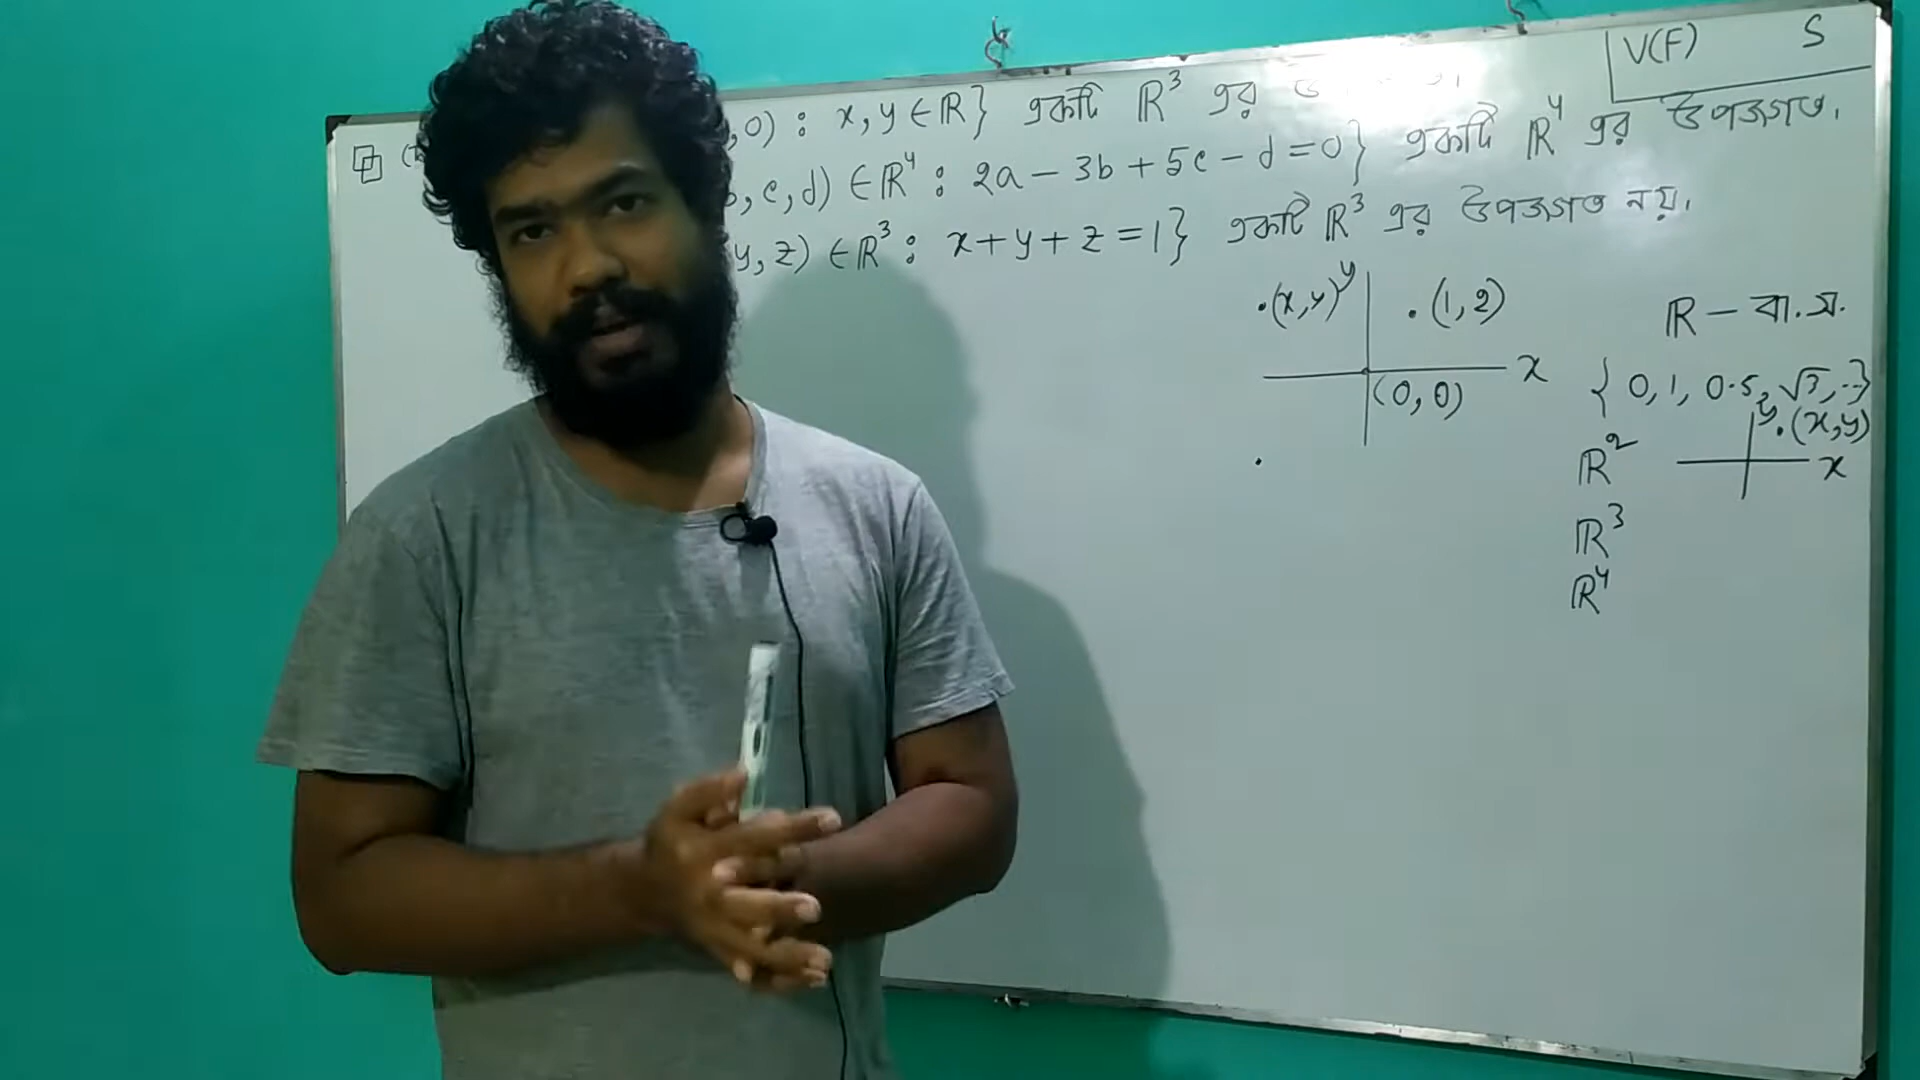 V(F) S
, 0) : x, y ∈ ℝ} একটি ℝ³ এর
b, c, d) ∈ ℝ⁴ : 2a − 3b + 5c − d = 0} একটি ℝ⁴ এর উপজগত।
y, z) ∈ ℝ³ : x + y + z = 1} একটি ℝ³ এর উপজগত নয়।
.(x, y) y .(1, 2)
x
(0, 0)
ℝ – বা. স.
{0, 1, 0.5, √3, ...}
ℝ² y .(x, y)
x
ℝ³
ℝ⁴